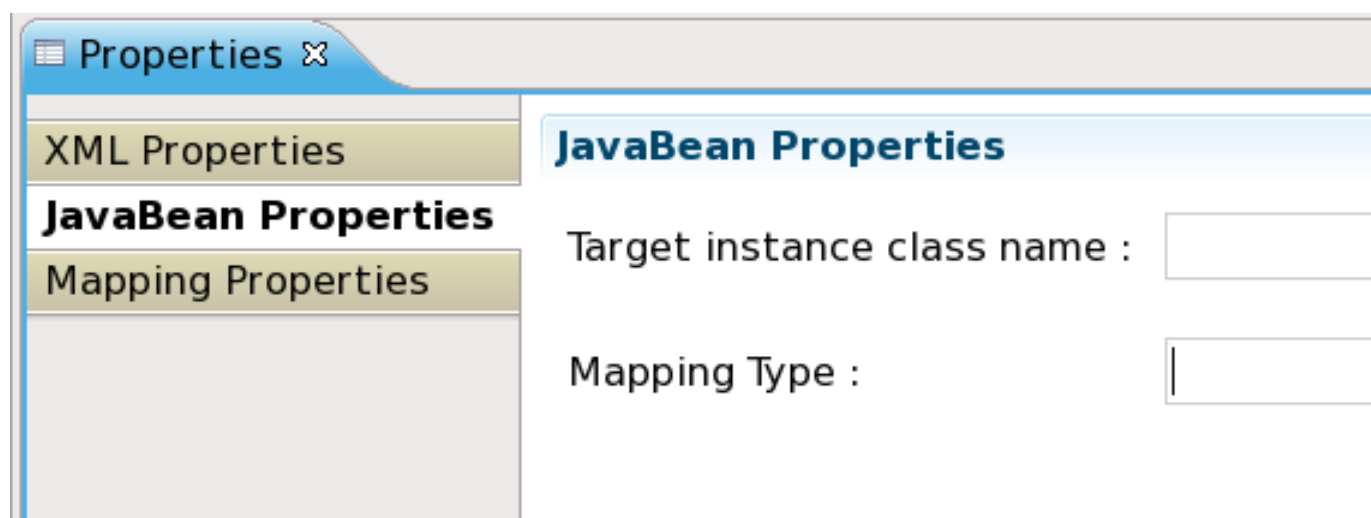 Properties
XML Properties
JavaBean Properties
Mapping Properties
JavaBean Properties
Target instance class name :
Mapping Type :